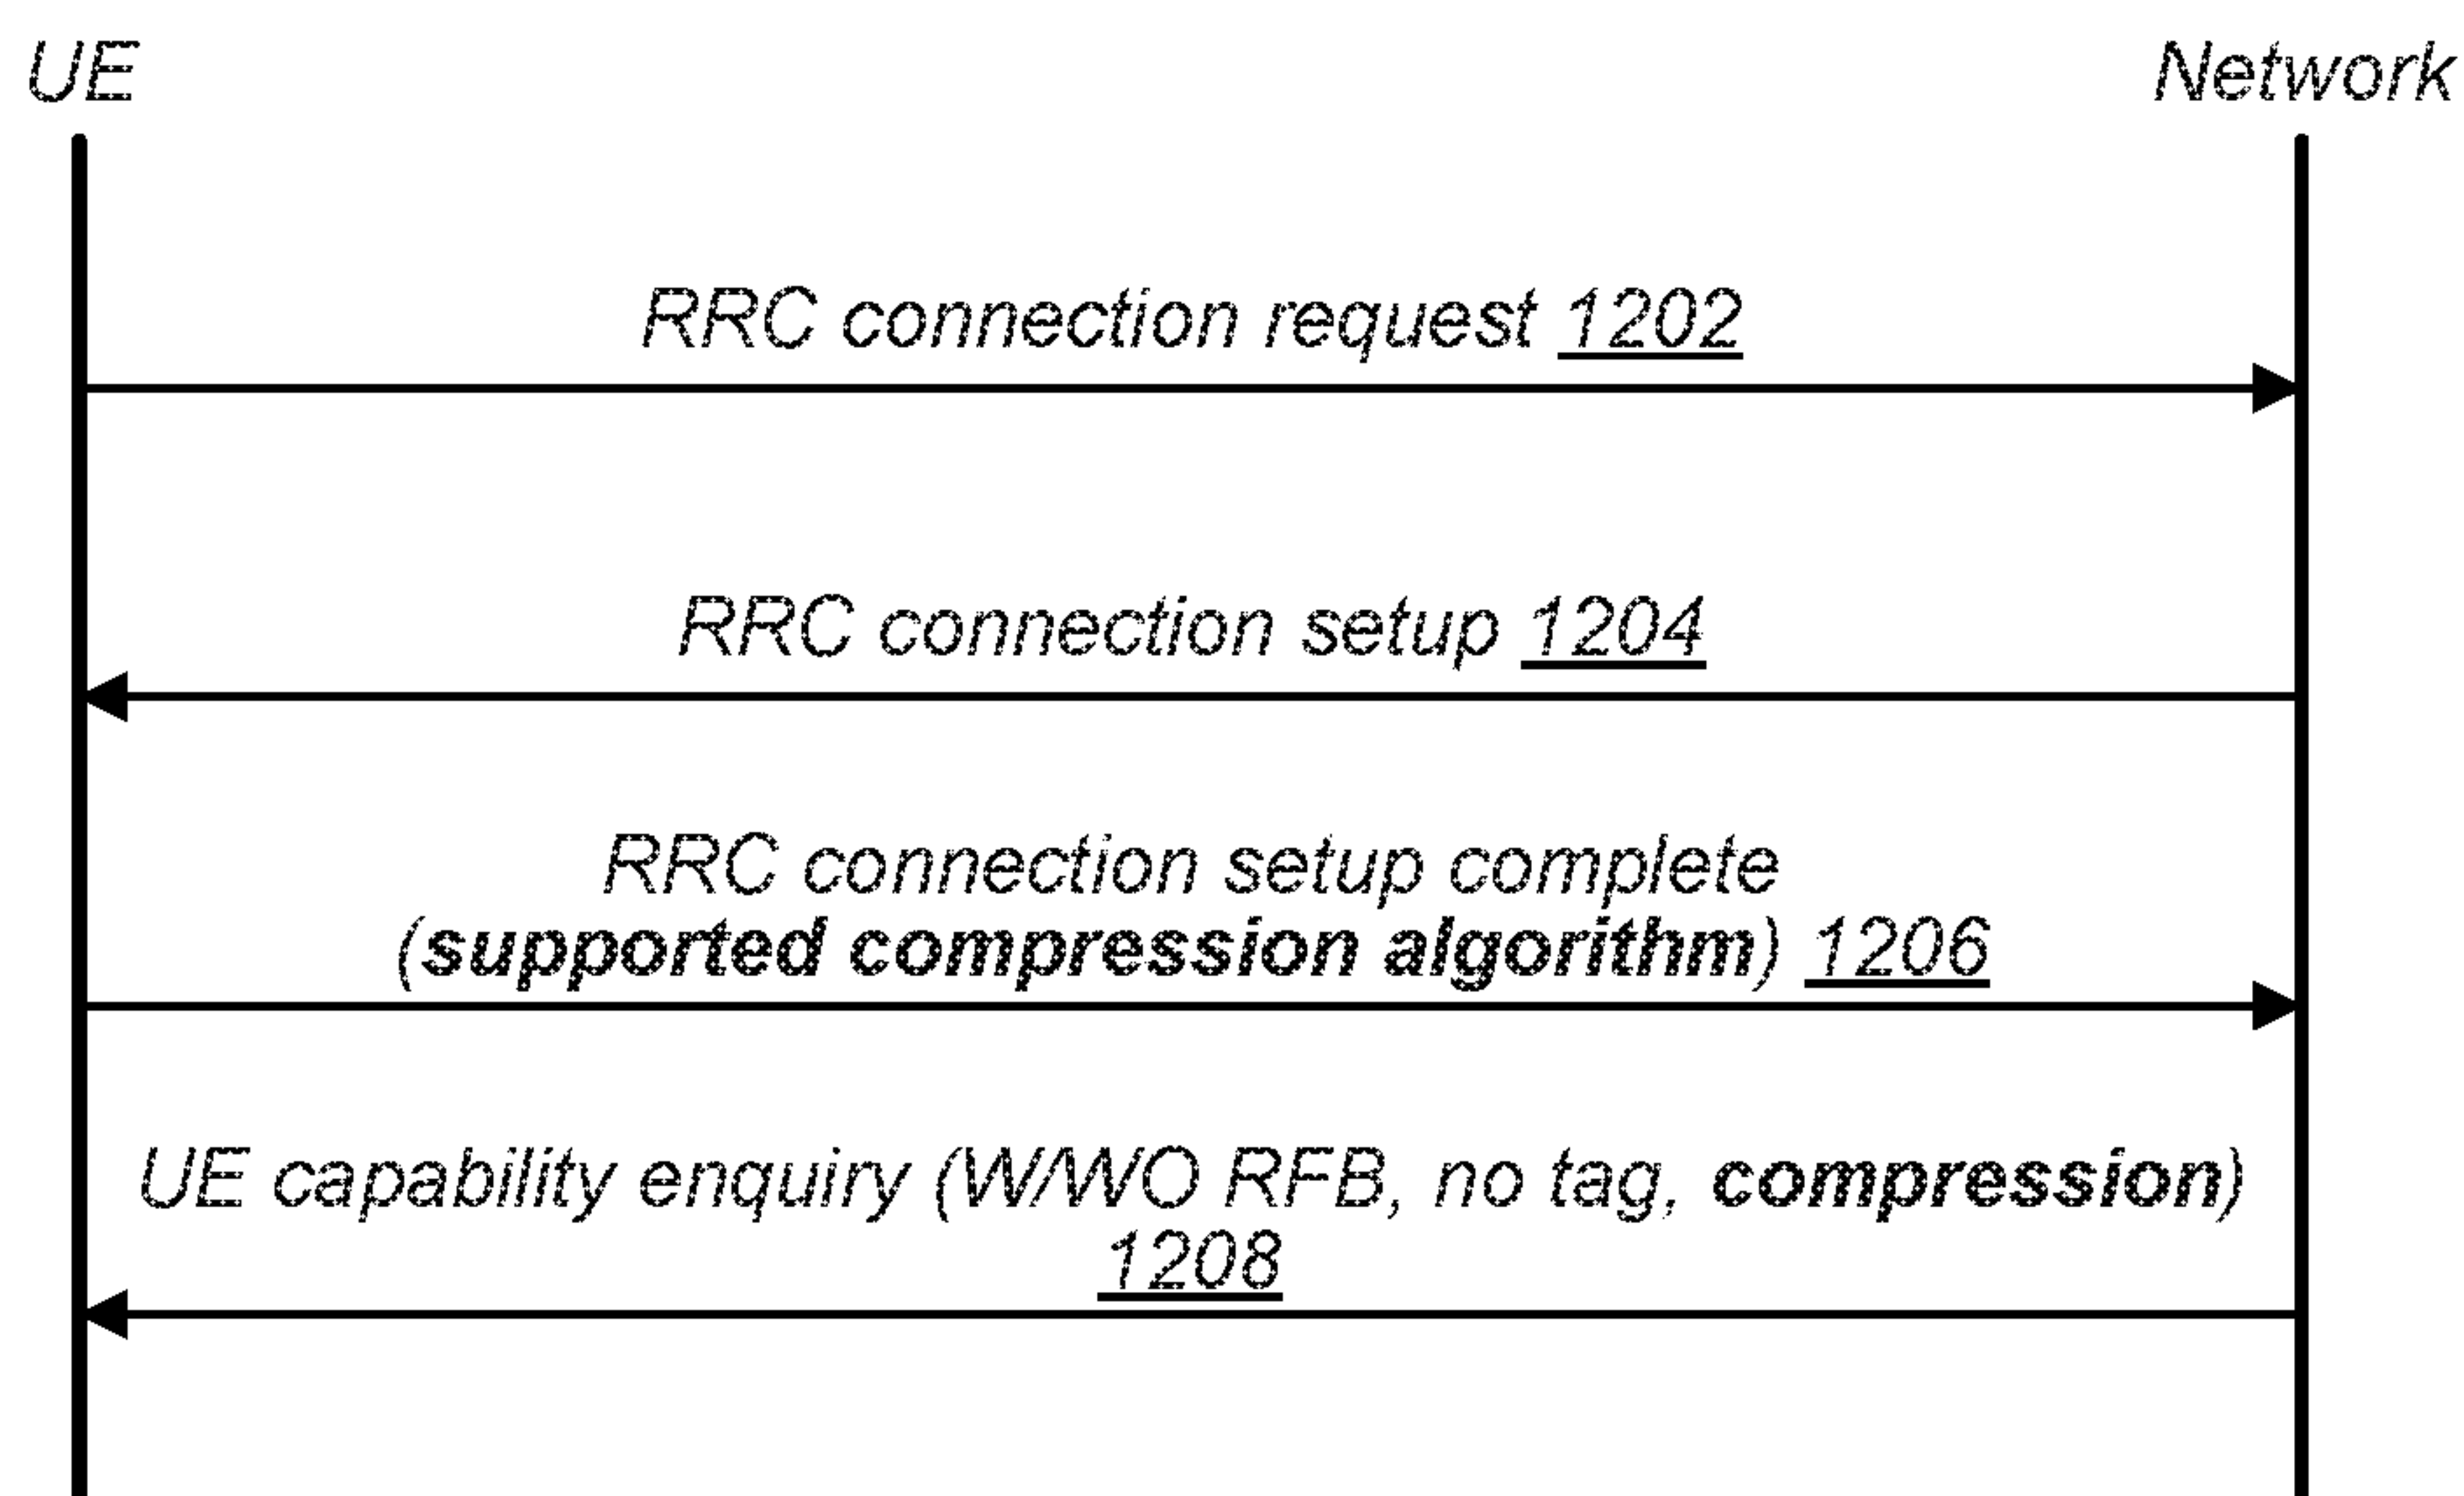 UE
Network
RRC connection request 1202
RRC connection setup 1204
RRC connection setup complete
(supported compression algorithm) 1206
UE capability enquiry (W/WO RFB, no tag, compression)
1208